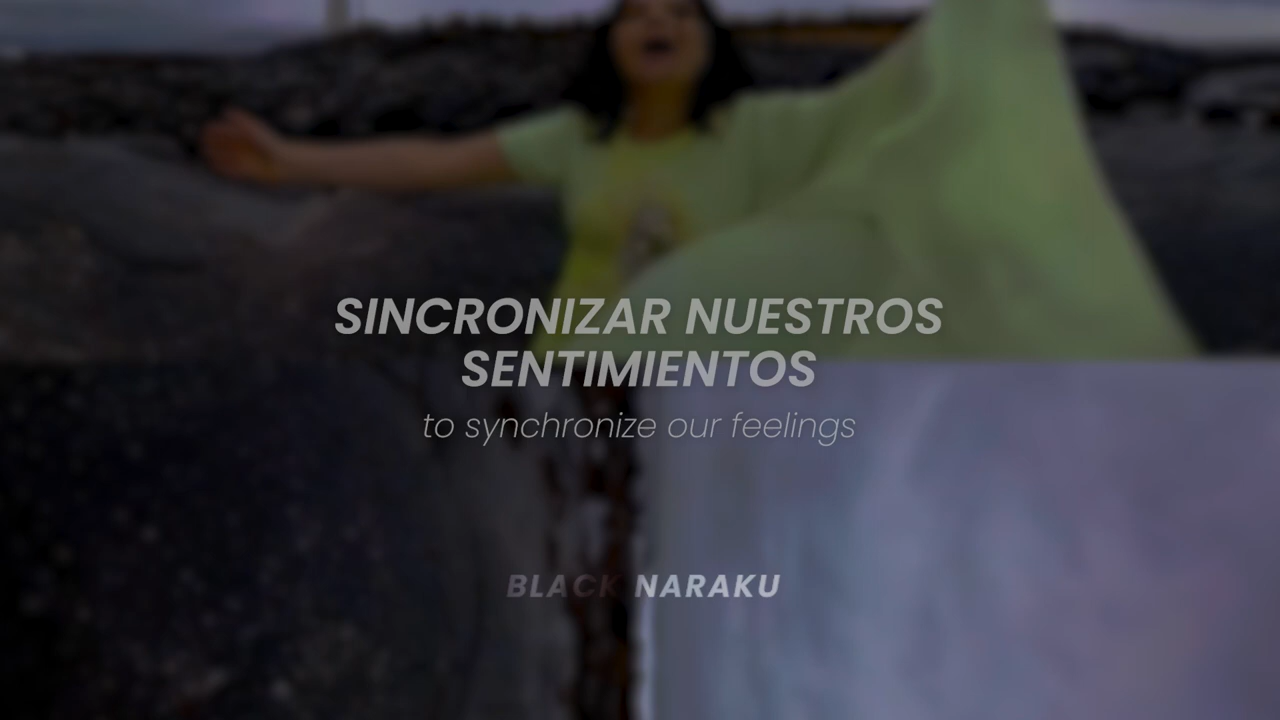 SINCRONIZAR NUESTROS
SENTIMIENTOS
to synchronize our feelings
BLACK NARAKU